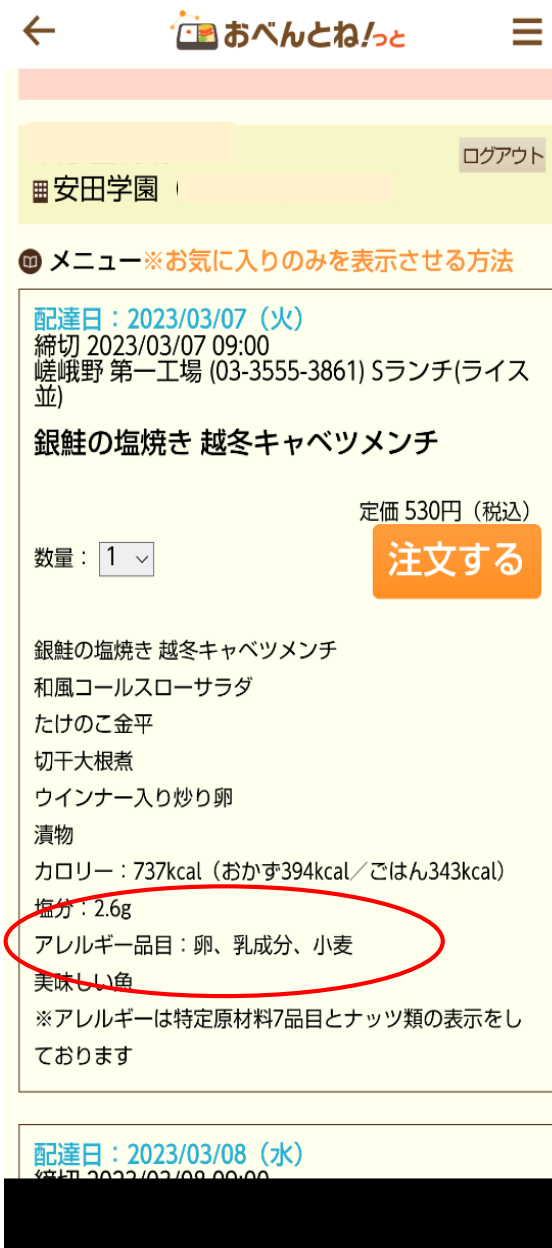 おべんとね!っと
ログアウト
安田学園（
メニュー※お気に入りのみを表示させる方法
配達日：2023/03/07（火）
締切 2023/03/07 09:00
嵯峨野 第一工場 (03-3555-3861) Sランチ(ライス
並)
銀鮭の塩焼き 越冬キャベツメンチ
定価 530円（税込）
数量： 1
注文する
銀鮭の塩焼き 越冬キャベツメンチ
和風コールスローサラダ
たけのこ金平
切干大根煮
ウインナー入り炒り卵
漬物
カロリー：737kcal（おかず394kcal／ごはん343kcal）
塩分：2.6g
アレルギー品目：卵、乳成分、小麦
美味しい魚
※アレルギーは特定原材料7品目とナッツ類の表示をし
ております
配達日：2023/03/08（水）
締切 2023/03/08 09:00